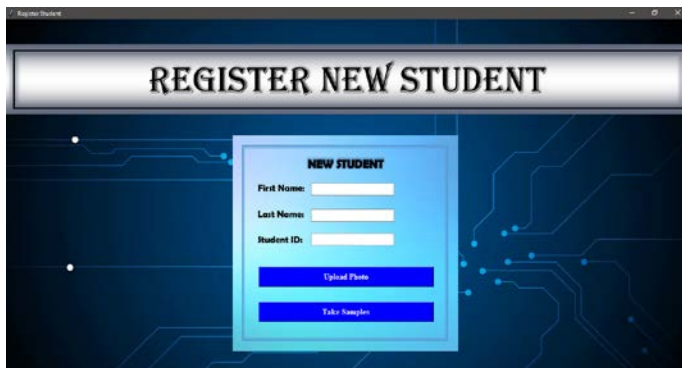 Register Student
REGISTER NEW STUDENT
NEW STUDENT
First Name:
Last Name:
Student ID:
Upload Photo
Take Samples